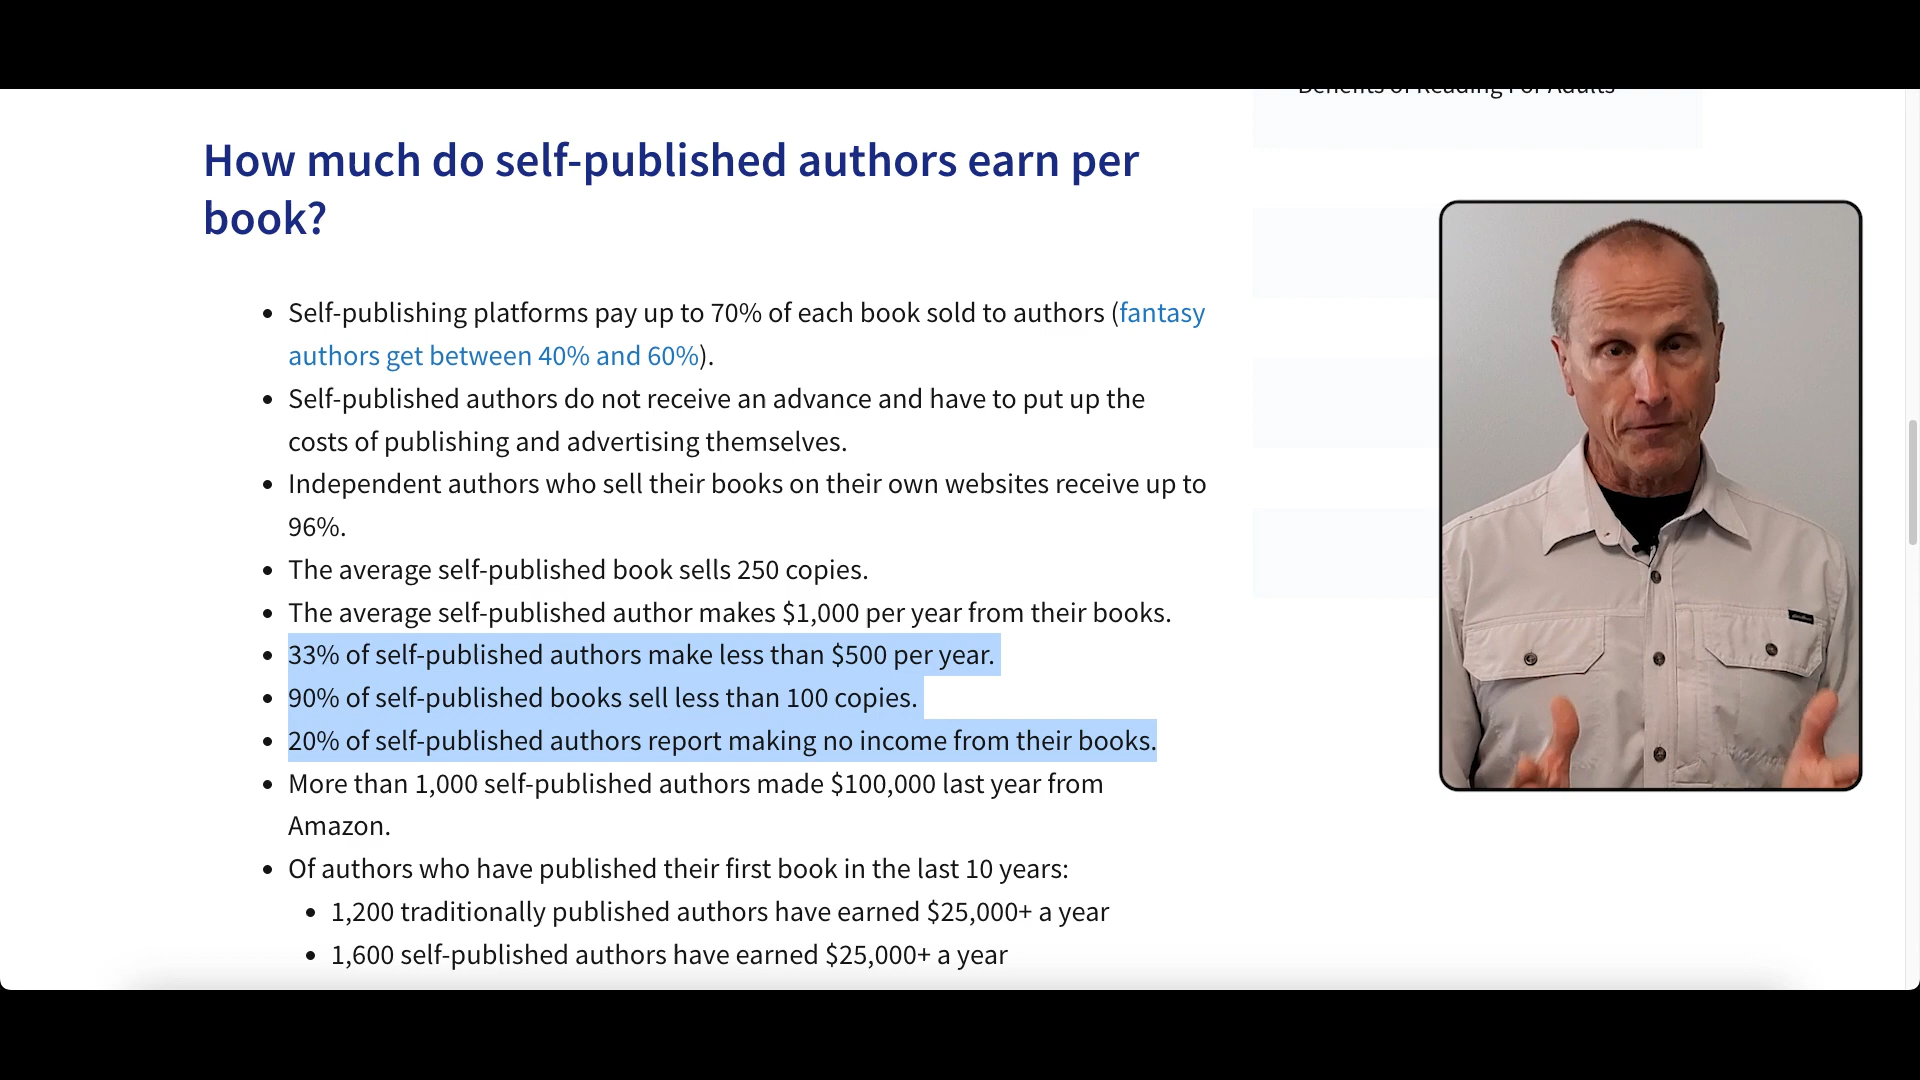 Benefits of Reading For Adults
How much do self-published authors earn per
book?
Self-publishing platforms pay up to 70% of each book sold to authors (fantasy
authors get between 40% and 60%).
Self-published authors do not receive an advance and have to put up the
costs of publishing and advertising themselves.
Independent authors who sell their books on their own websites receive up to
96%.
The average self-published book sells 250 copies.
The average self-published author makes $1,000 per year from their books.
33% of self-published authors make less than $500 per year.
90% of self-published books sell less than 100 copies.
20% of self-published authors report making no income from their books.
More than 1,000 self-published authors made $100,000 last year from
Amazon.
Of authors who have published their first book in the last 10 years:
1,200 traditionally published authors have earned $25,000+ a year
1,600 self-published authors have earned $25,000+ a year